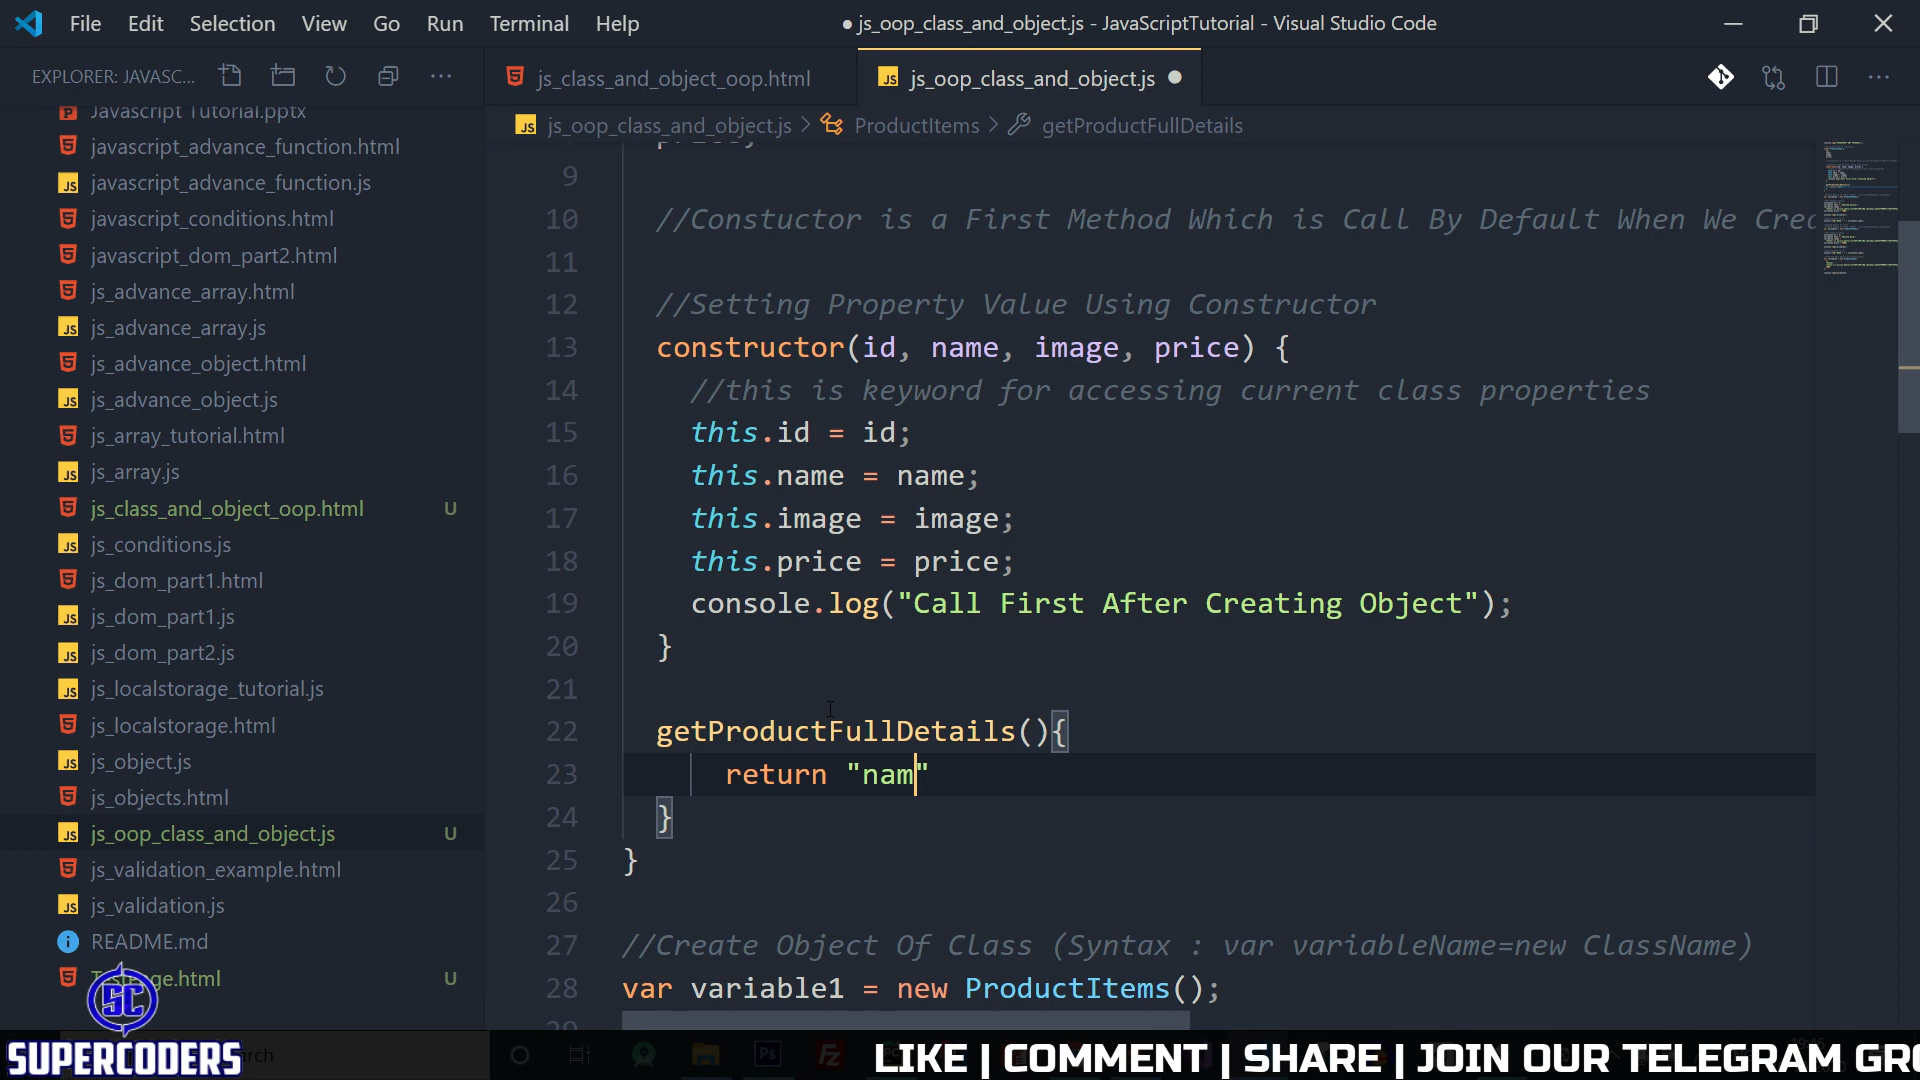 File Edit Selection View Go Run Terminal Help
● js_oop_class_and_object.js - JavaScriptTutorial - Visual Studio Code
EXPLORER: JAVASC...
js_class_and_object_oop.html
js_oop_class_and_object.js
js_oop_class_and_object.js > ProductItems > getProductFullDetails
Javascript Tutorial.pptx
javascript_advance_function.html
javascript_advance_function.js
javascript_conditions.html
javascript_dom_part2.html
js_advance_array.html
js_advance_array.js
js_advance_object.html
js_advance_object.js
js_array_tutorial.html
js_array.js
js_class_and_object_oop.html U
js_conditions.js
js_dom_part1.html
js_dom_part1.js
js_dom_part2.js
js_localstorage_tutorial.js
js_localstorage.html
js_object.js
js_objects.html
js_oop_class_and_object.js U
js_validation_example.html
js_validation.js
README.md
U
price;
9
10 //Constuctor is a First Method Which is Call By Default When We Crea
11
12 //Setting Property Value Using Constructor
13 constructor(id, name, image, price) {
14 //this is keyword for accessing current class properties
15 this.id = id;
16 this.name = name;
17 this.image = image;
18 this.price = price;
19 console.log("Call First After Creating Object");
20 }
21
22 getProductFullDetails(){
23 return "nam"
24 }
25 }
26
27 //Create Object Of Class (Syntax : var variableName=new ClassName)
28 var variable1 = new ProductItems();
SC
SUPERCODERS
LIKE | COMMENT | SHARE | JOIN OUR TELEGRAM GRO